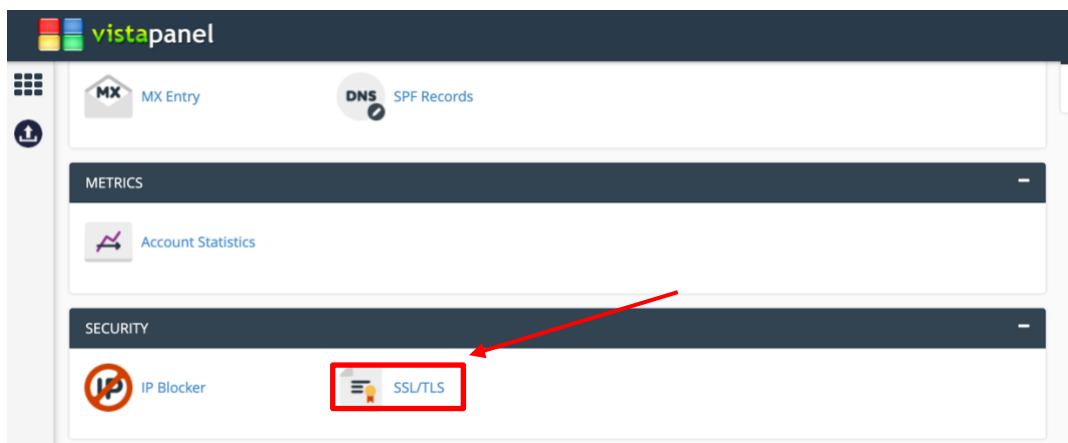 vistapanel
MX MX Entry
DNS SPF Records
METRICS
Account Statistics
SECURITY
IP IP Blocker
SSL/TLS